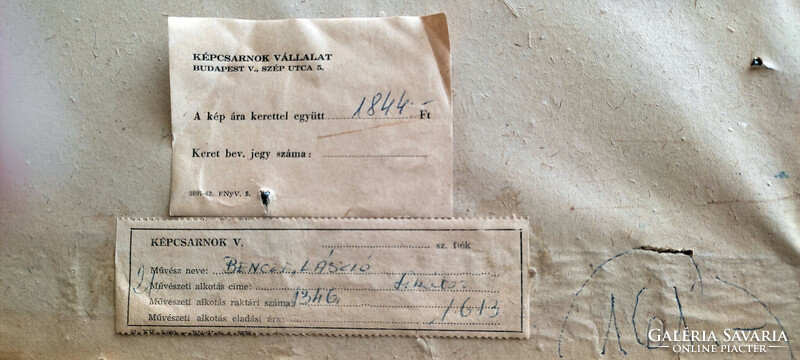 KÉPCSARNOK VÁLLALAT
BUDAPEST V., SZÉP UTCA 5.
A kép ára kerettel együtt 1844.- Ft
Keret bev. jegy száma:
KÉPCSARNOK V. sz. fiók
Művész neve: BENCZE LÁSZLÓ
Művészeti alkotás címe:
Művészeti alkotás raktári száma: 1346
Művészeti alkotás eladási ára: 1613
161
GALÉRIA SAVARIA
ONLINE PIACTÉR